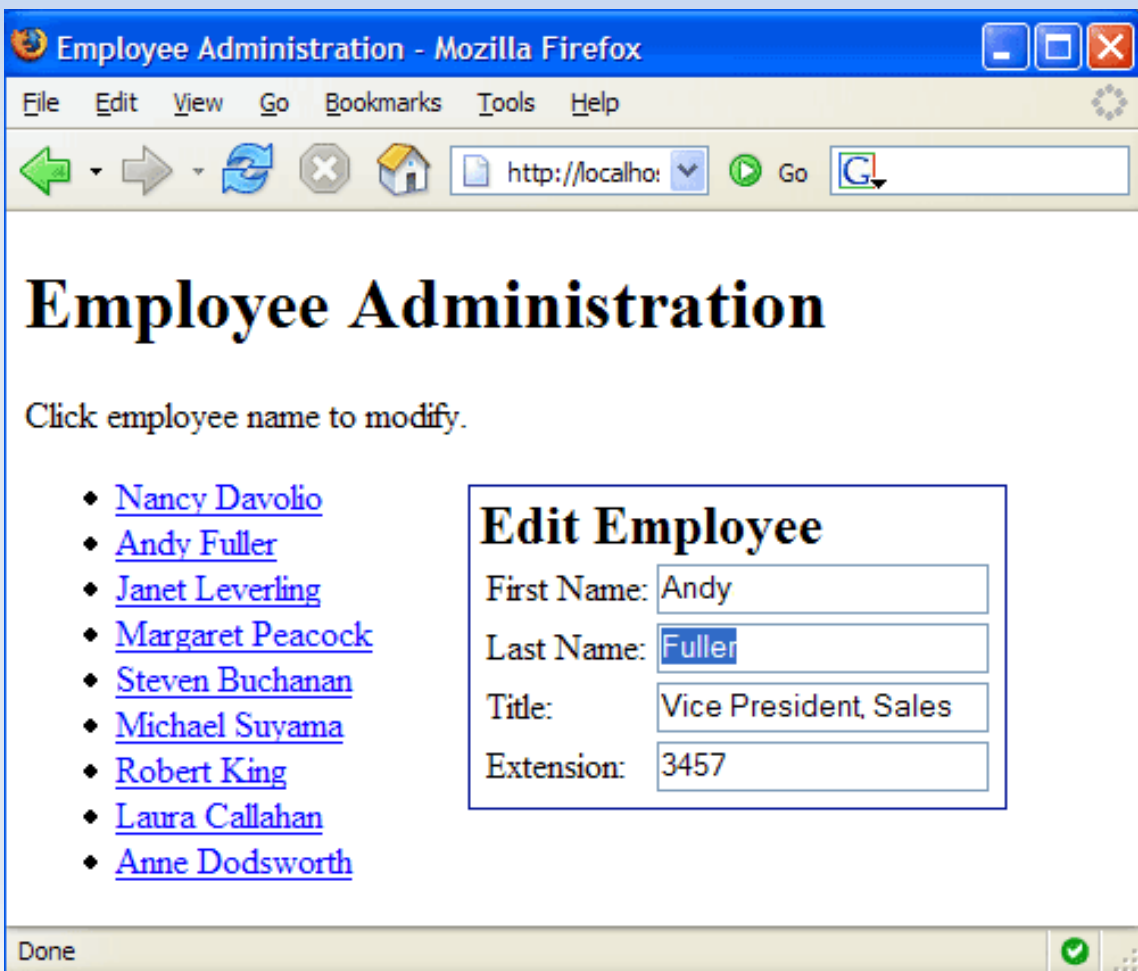 Employee Administration - Mozilla Firefox
File Edit View Go Bookmarks Tools Help
http://localho: Go G
Employee Administration
Click employee name to modify.
Nancy Davolio
Andy Fuller
Janet Leverling
Margaret Peacock
Steven Buchanan
Michael Suyama
Robert King
Laura Callahan
Anne Dodsworth
Edit Employee
First Name: Andy
Last Name: Fuller
Title: Vice President, Sales
Extension: 3457
Done